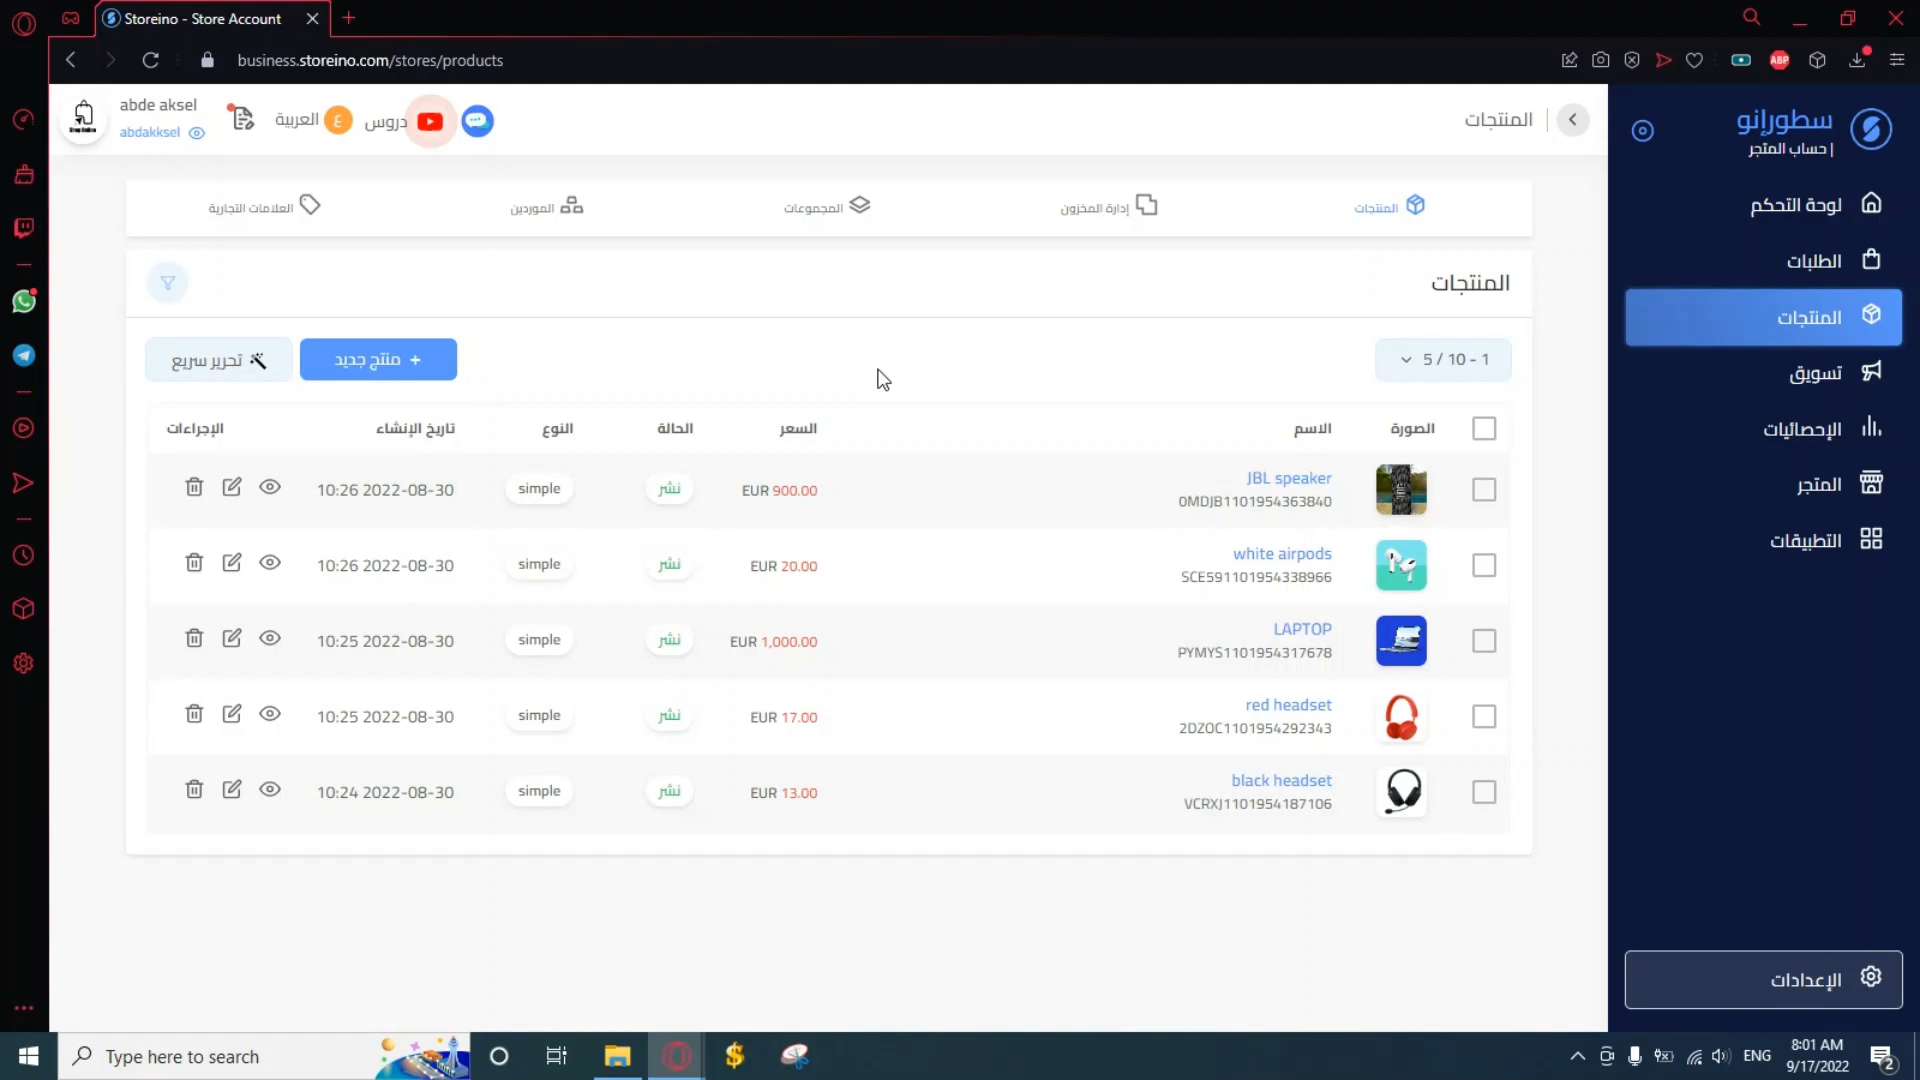 Storeino - Store Account
business.storeino.com/stores/products
ABP
abde aksel
abdakksel
العربية
ع
دروس
المنتجات
سطورإنو
| حساب المتجر
لوحة التحكم
الطلبات
المنتجات
تسويق
الإحصائيات
المتجر
التطبيقات
الإعدادات
المنتجات
إدارة المخزون
المجموعات
الموردين
العلامات التجارية
المنتجات
5 / 10 - 1
+ منتج جديد
تحرير سريع
الصورة
الاسم
السعر
الحالة
النوع
تاريخ الإنشاء
الإجراءات
JBL speaker
0MDJB1101954363840
EUR 900.00
نشر
simple
10:26 2022-08-30
white airpods
SCE591101954338966
EUR 20.00
نشر
simple
10:26 2022-08-30
LAPTOP
PYMYS1101954317678
EUR 1,000.00
نشر
simple
10:25 2022-08-30
red headset
2DZOC1101954292343
EUR 17.00
نشر
simple
10:25 2022-08-30
black headset
VCRXJ1101954187106
EUR 13.00
نشر
simple
10:24 2022-08-30
Type here to search
ENG
8:01 AM
9/17/2022
2